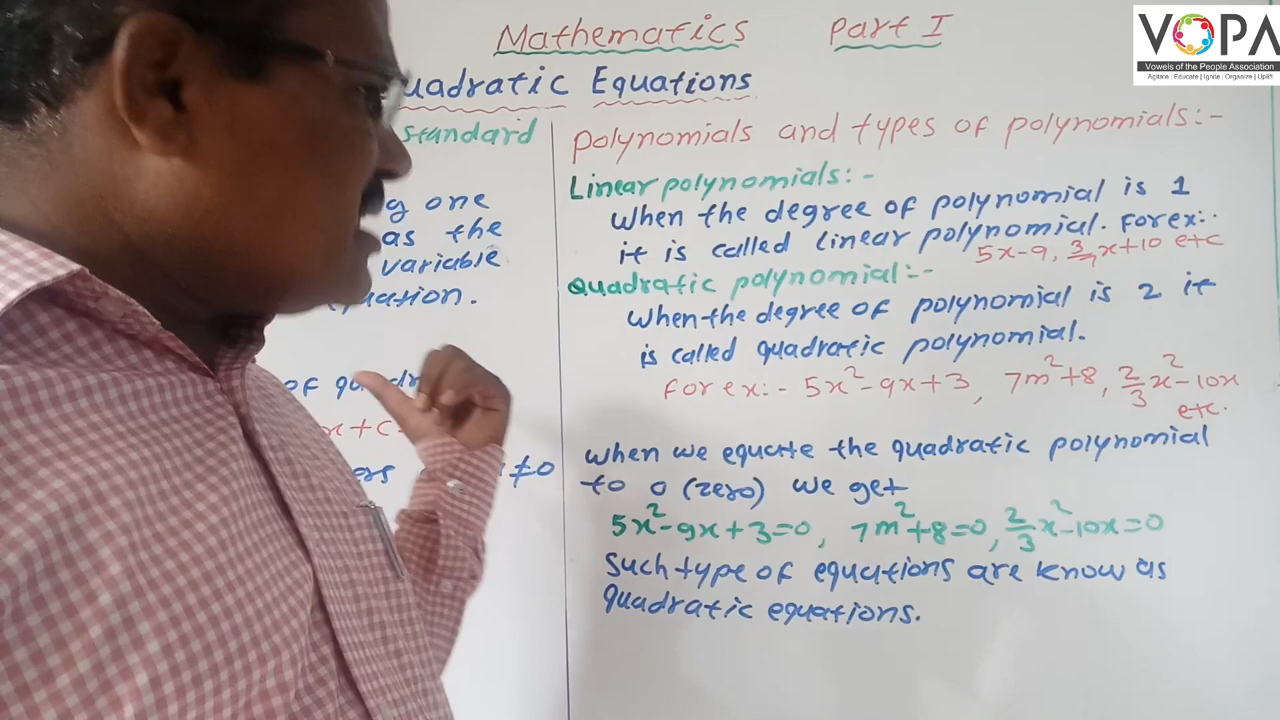 Mathematics Part I
VOPA
Vowels of the People Association
Agitate | Educate | Ignite | Organize | Uplift
uadratic Equations
standard
g one
as the
variable
uation.
of quadr
x + c
ers ≠0
Polynomials and types of polynomials:-
Linear polynomials:-
When the degree of polynomial is 1
it is called linear polynomial. For ex:.
5x-9, 3/7x+10 etc
Quadratic polynomial:-
When the degree of polynomial is 2 it
is called quadratic polynomial.
For ex:- 5x²-9x+3, 7m²+8, 2/3x²-10x
etc.
When we equate the quadratic polynomial
to 0 (zero) we get
5x²-9x+3=0, 7m²+8=0, 2/3x²-10x=0
Such type of equations are know as
quadratic equations.